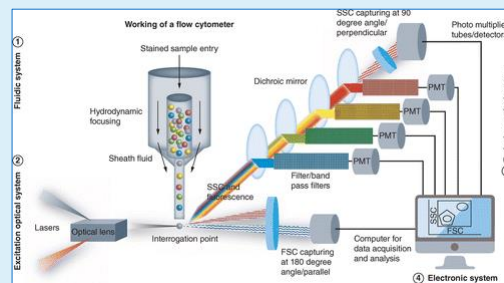 Working of a flow cytometer
SSC capturing at 90
degree angle/
perpendicular
Photo multiplie
tubes/detector
① Fluidic system
Stained sample entry
Dichroic mirror
Hydrodynamic
focusing
Sheath fluid
PMT
PMT
PMT
PMT
② Excitation optical system
SSC and
fluorescence
Filter/band
pass filters
Lasers
Optical lens
Interrogation point
FSC capturing
at 180 degree
angle/parallel
Computer for
data acquisition
and analysis
SSC
FSC
④ Electronic system